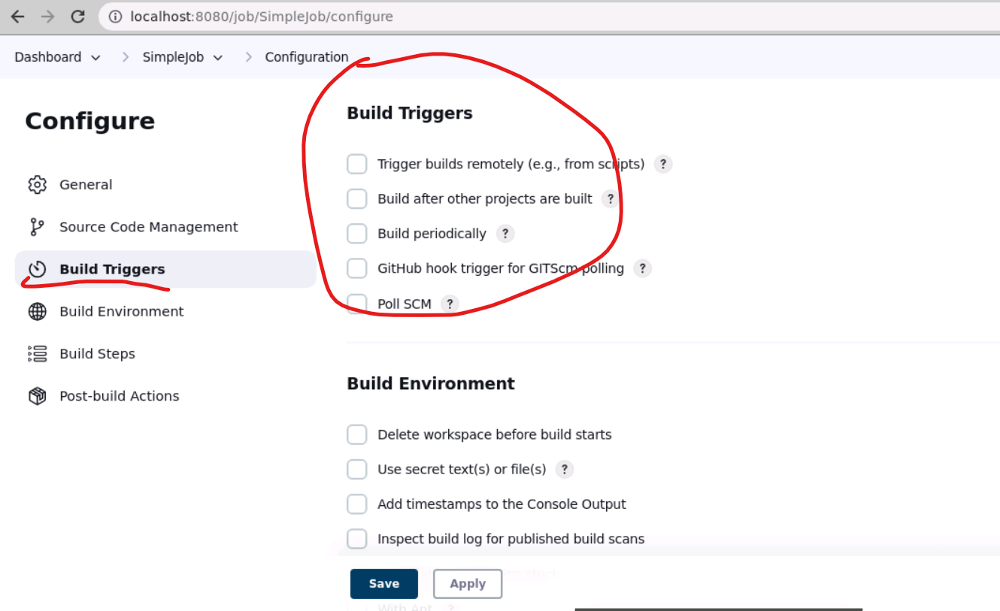 localhost:8080/job/SimpleJob/configure
Dashboard SimpleJob Configuration
Configure
General
Source Code Management
Build Triggers
Build Environment
Build Steps
Post-build Actions
Build Triggers
Trigger builds remotely (e.g., from scripts) ?
Build after other projects are built ?
Build periodically ?
GitHub hook trigger for GITScm polling ?
Poll SCM ?
Build Environment
Delete workspace before build starts
Use secret text(s) or file(s) ?
Add timestamps to the Console Output
Inspect build log for published build scans
Save Apply
With Ant ?